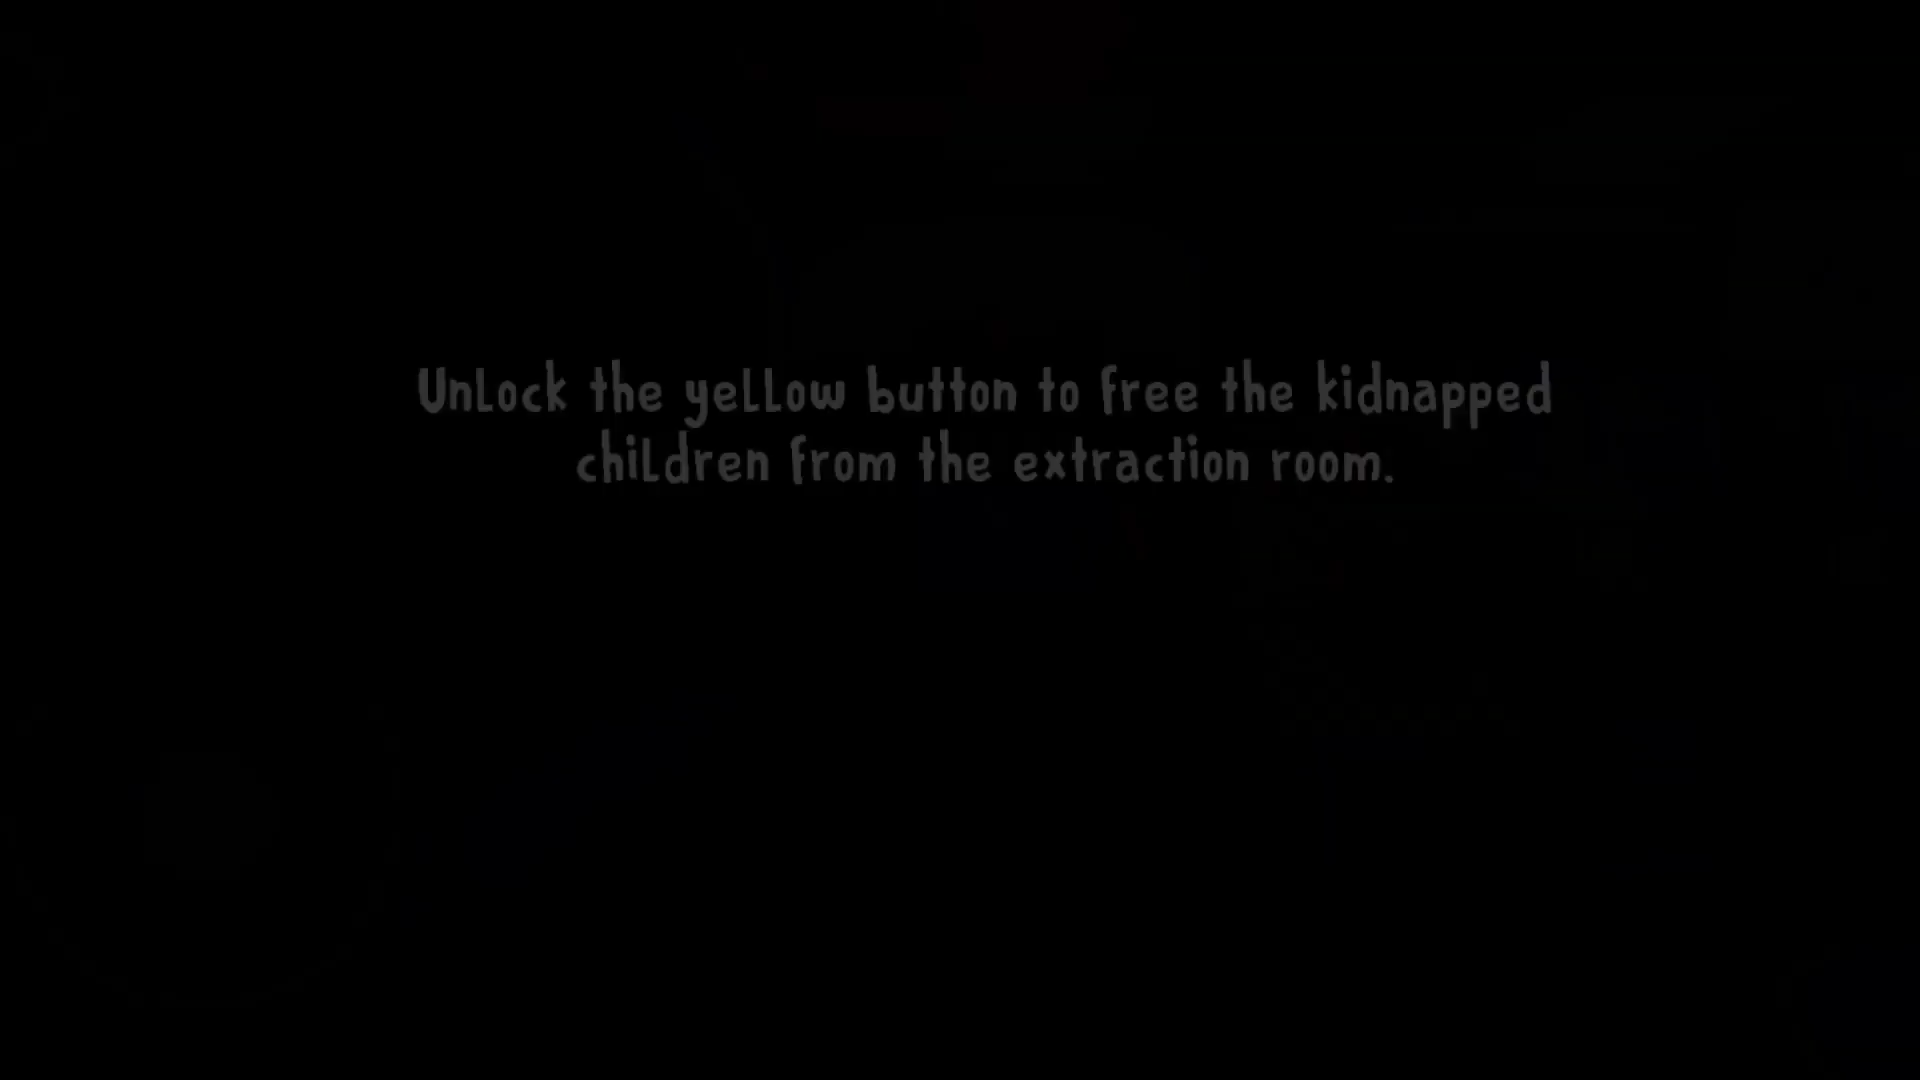 Unlock the yellow button to free the kidnapped
children from the extraction room.